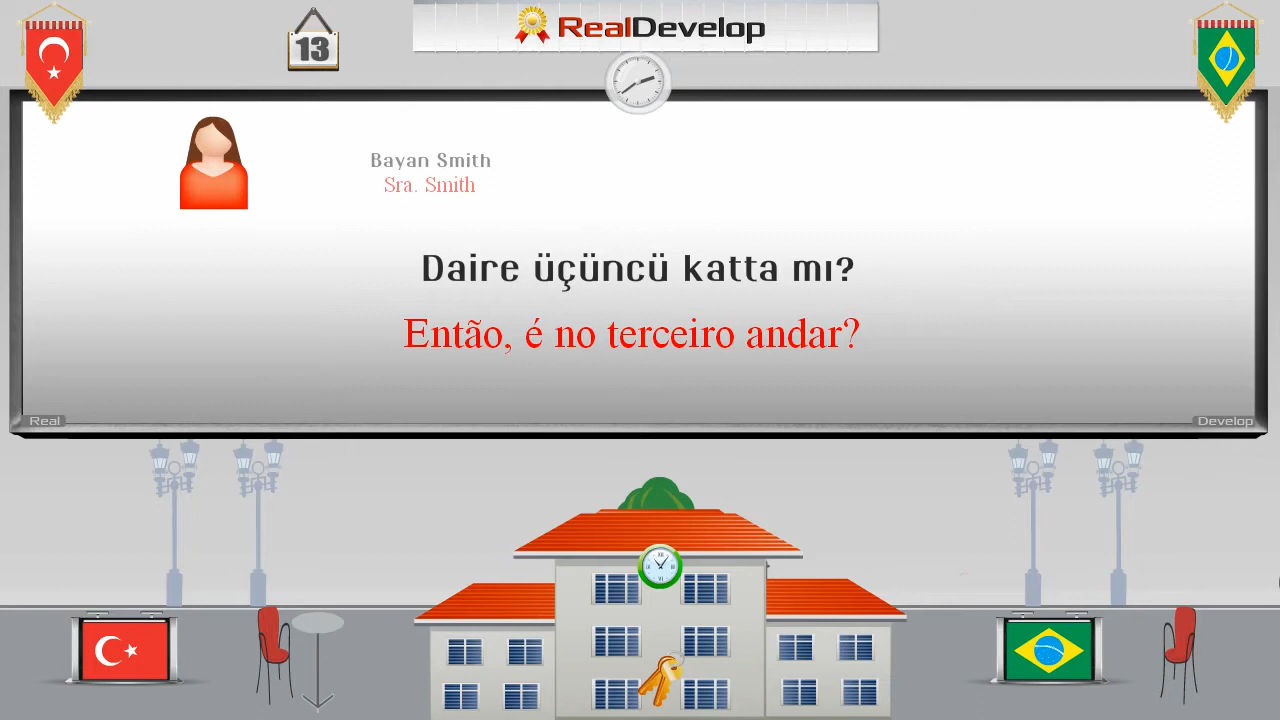 13
RealDevelop
Bayan Smith
Sra. Smith
Daire üçüncü katta mı?
Então, é no terceiro andar?
Real
Develop